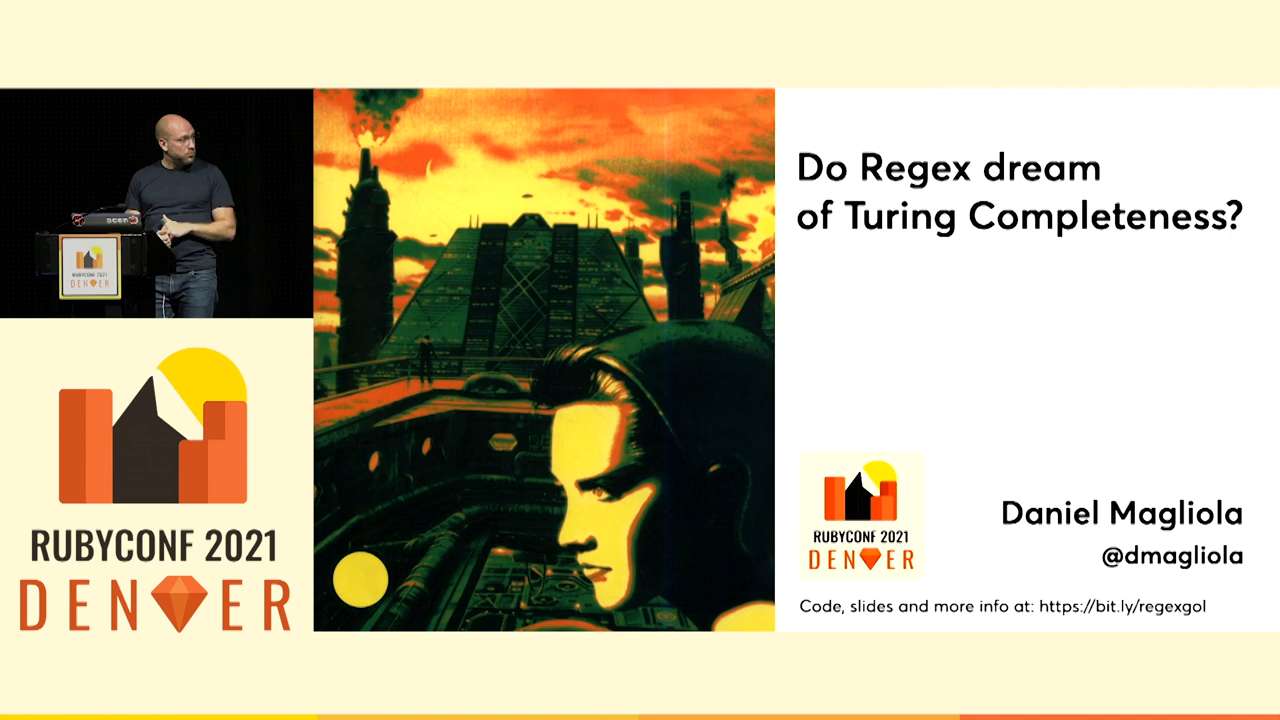 RUBYCONF 2021
DENVER
RUBYCONF 2021
DENVER
Do Regex dream
of Turing Completeness?
RUBYCONF 2021
DENVER
Daniel Magliola
@dmagliola
Code, slides and more info at: https://bit.ly/regexgol